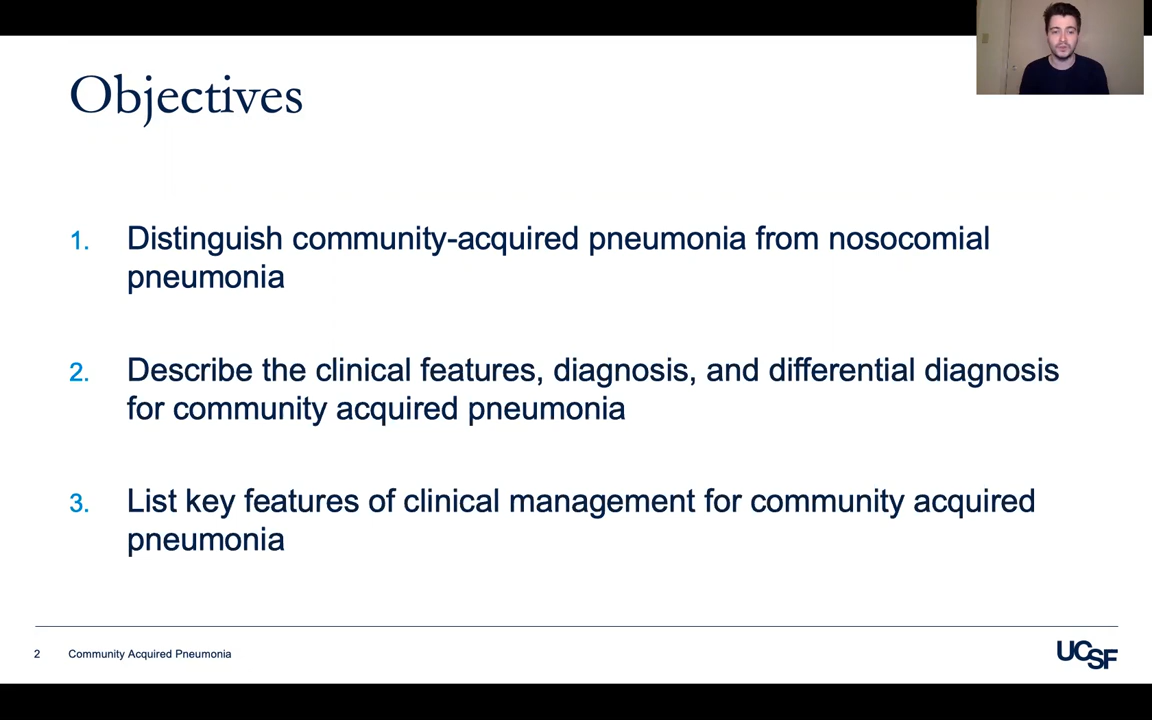 Objectives
1. Distinguish community-acquired pneumonia from nosocomial
pneumonia
2. Describe the clinical features, diagnosis, and differential diagnosis
for community acquired pneumonia
3. List key features of clinical management for community acquired
pneumonia
2 Community Acquired Pneumonia
UCSF